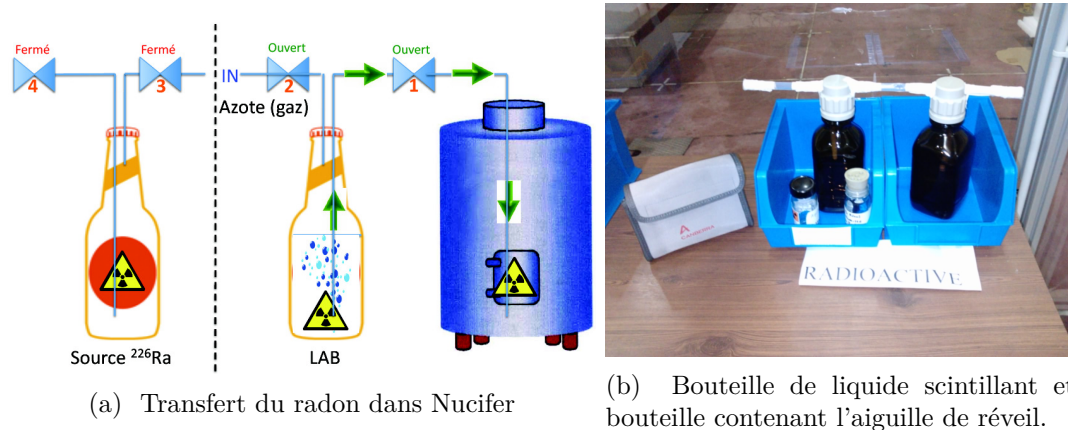 Fermé
Fermé
Ouvert
Ouvert
4
3
IN
2
1
Azote (gaz)
Source ²²⁶Ra
LAB
CANBERRA
RADIOACTIVE
(a) Transfert du radon dans Nucifer
(b) Bouteille de liquide scintillant et
bouteille contenant l'aiguille de réveil.